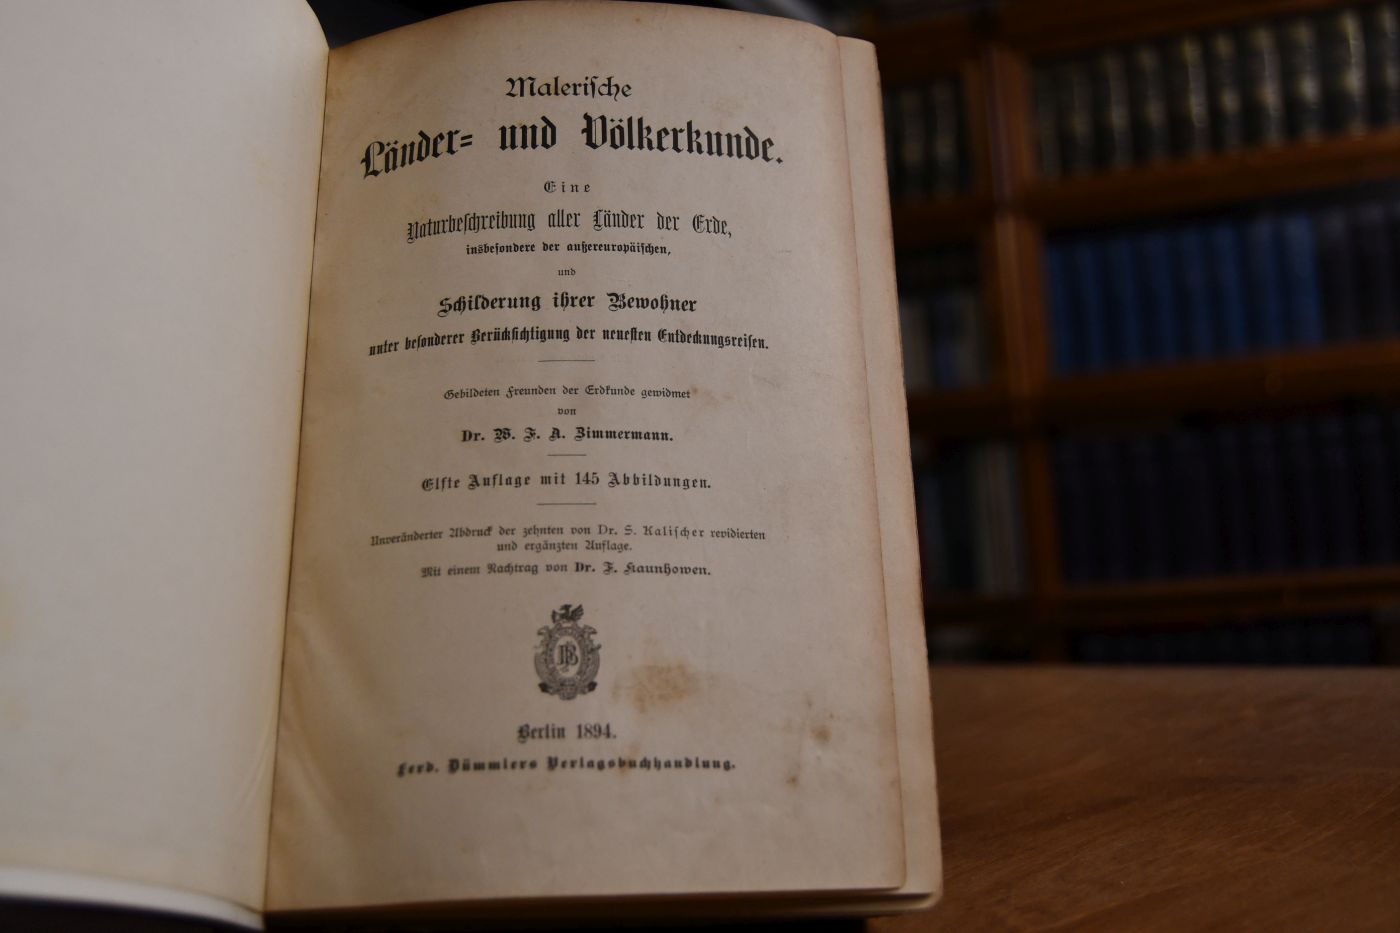 Malerische
Länder= und Völkerkunde.
Eine
Naturbeschreibung aller Länder der Erde,
insbesondere der außereuropäischen,
und
Schilderung ihrer Bewohner
unter besonderer Berücksichtigung der neuesten Entdeckungsreisen.
Gebildeten Freunden der Erdkunde gewidmet
von
Dr. W. F. A. Zimmermann.
Elfte Auflage mit 145 Abbildungen.
Unveränderter Abdruck der zehnten von Dr. S. Kalischer revidierten
und ergänzten Auflage.
Mit einem Nachtrag von Dr. F. Kaunhowen.
Berlin 1894.
Ferd. Dümmlers Verlagsbuchhandlung.